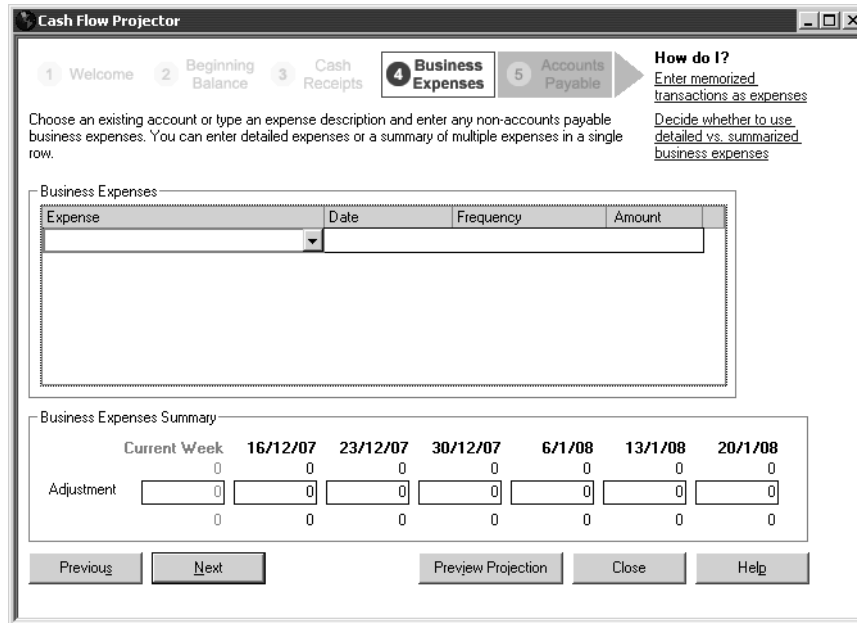 Cash Flow Projector
1 Welcome
2 Beginning
Balance
3 Cash
Receipts
4 Business
Expenses
5 Accounts
Payable
How do I?
Enter memorized
transactions as expenses
Decide whether to use
detailed vs. summarized
business expenses
Choose an existing account or type an expense description and enter any non-accounts payable
business expenses. You can enter detailed expenses or a summary of multiple expenses in a single
row.
Business Expenses
Expense Date Frequency Amount
Business Expenses Summary
Current Week 16/12/07 23/12/07 30/12/07 6/1/08 13/1/08 20/1/08
0 0 0 0 0 0 0
Adjustment 0 0 0 0 0 0 0
0 0 0 0 0 0 0
Previous Next Preview Projection Close Help